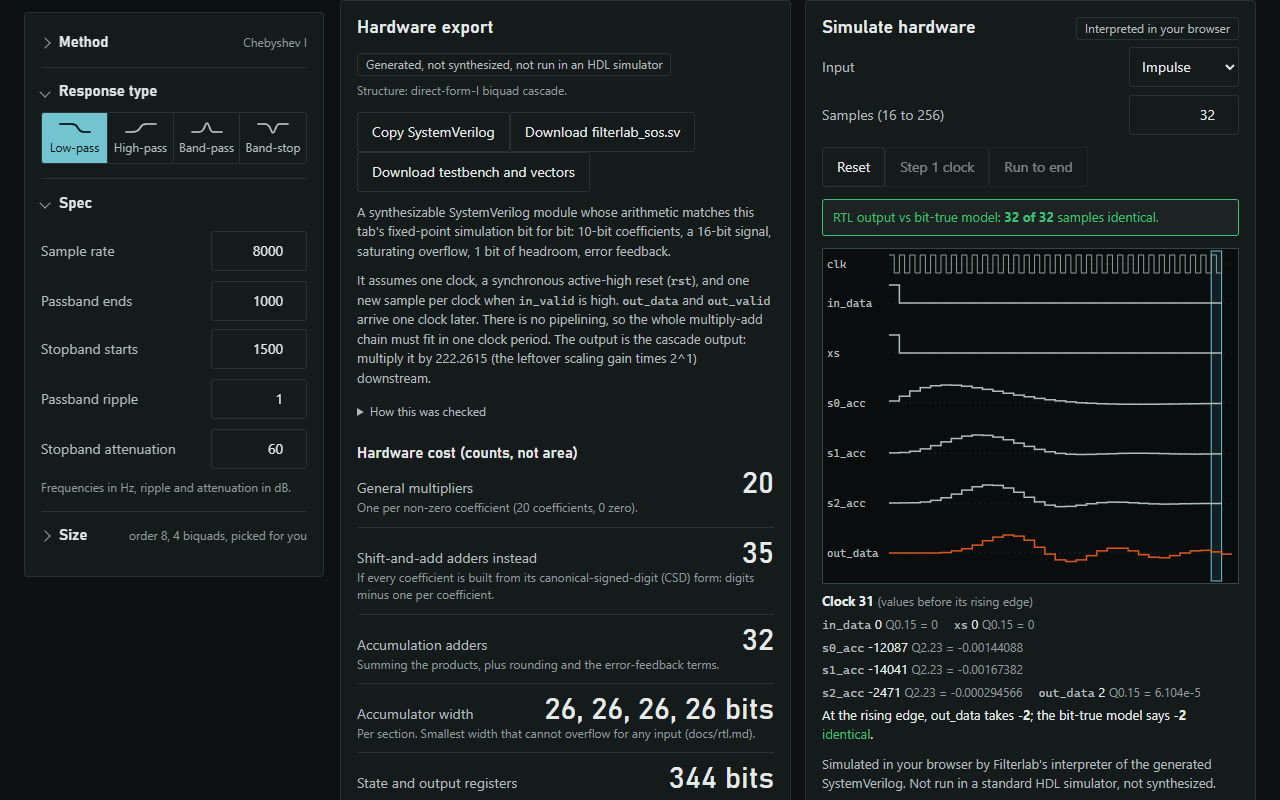 Method
Chebyshev I
Response type
Low-pass
High-pass
Band-pass
Band-stop
Spec
Sample rate
8000
Passband ends
1000
Stopband starts
1500
Passband ripple
1
Stopband attenuation
60
Frequencies in Hz, ripple and attenuation in dB.
Size
order 8, 4 biquads, picked for you
Hardware export
Generated, not synthesized, not run in an HDL simulator
Structure: direct-form-I biquad cascade.
Copy SystemVerilog
Download filterlab_sos.sv
Download testbench and vectors
A synthesizable SystemVerilog module whose arithmetic matches this
tab's fixed-point simulation bit for bit: 10-bit coefficients, a 16-bit signal,
saturating overflow, 1 bit of headroom, error feedback.
It assumes one clock, a synchronous active-high reset (rst), and one
new sample per clock when in_valid is high. out_data and out_valid
arrive one clock later. There is no pipelining, so the whole multiply-add
chain must fit in one clock period. The output is the cascade output:
multiply it by 222.2615 (the leftover scaling gain times 2^1)
downstream.
How this was checked
Hardware cost (counts, not area)
General multipliers
20
One per non-zero coefficient (20 coefficients, 0 zero).
Shift-and-add adders instead
35
If every coefficient is built from its canonical-signed-digit (CSD) form: digits
minus one per coefficient.
Accumulation adders
32
Summing the products, plus rounding and the error-feedback terms.
Accumulator width
26, 26, 26, 26 bits
Per section. Smallest width that cannot overflow for any input (docs/rtl.md).
State and output registers
344 bits
Simulate hardware
Interpreted in your browser
Input
Impulse
Samples (16 to 256)
32
Reset
Step 1 clock
Run to end
RTL output vs bit-true model: 32 of 32 samples identical.
clk
in_data
xs
s0_acc
s1_acc
s2_acc
out_data
Clock 31 (values before its rising edge)
in_data 0 Q0.15 = 0 xs 0 Q0.15 = 0
s0_acc -12087 Q2.23 = -0.00144088
s1_acc -14041 Q2.23 = -0.00167382
s2_acc -2471 Q2.23 = -0.000294566 out_data 2 Q0.15 = 6.104e-5
At the rising edge, out_data takes -2; the bit-true model says -2
identical.
Simulated in your browser by Filterlab's interpreter of the generated
SystemVerilog. Not run in a standard HDL simulator, not synthesized.